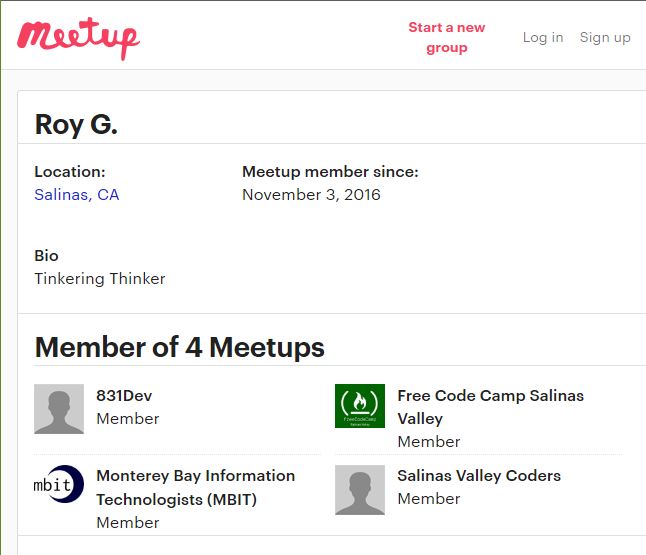 Meetup
Start a new
group
Log in
Sign up
Roy G.
Location:
Salinas, CA
Meetup member since:
November 3, 2016
Bio
Tinkering Thinker
Member of 4 Meetups
831Dev
Member
freeCodeCamp
Salinas Valley
Free Code Camp Salinas
Valley
Member
mbit
Monterey Bay Information
Technologists (MBIT)
Member
Salinas Valley Coders
Member